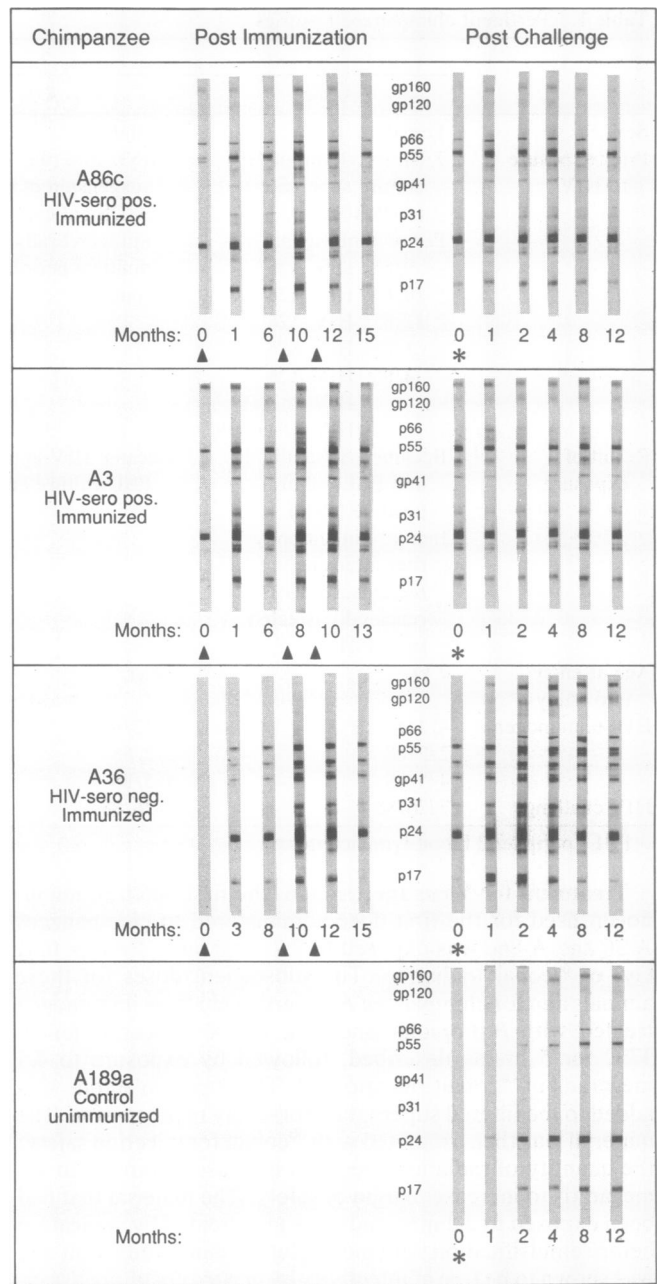 Chimpanzee Post Immunization Post Challenge
gp160
gp120
p66
p55
gp41
p31
p24
p17
A86c
HIV-sero pos.
Immunized
Months: 0 1 6 10 12 15 0 1 2 4 8 12
▲ ▲ ▲ *
gp160
gp120
p66
p55
gp41
p31
p24
p17
A3
HIV-sero pos.
Immunized
Months: 0 1 6 8 10 13 0 1 2 4 8 12
▲ ▲ ▲ *
gp160
gp120
p66
p55
gp41
p31
p24
p17
A36
HIV-sero neg.
Immunized
Months: 0 3 8 10 12 15 0 1 2 4 8 12
▲ ▲ ▲ *
gp160
gp120
p66
p55
gp41
p31
p24
p17
A189a
Control
unimmunized
Months: 0 1 2 4 8 12
*